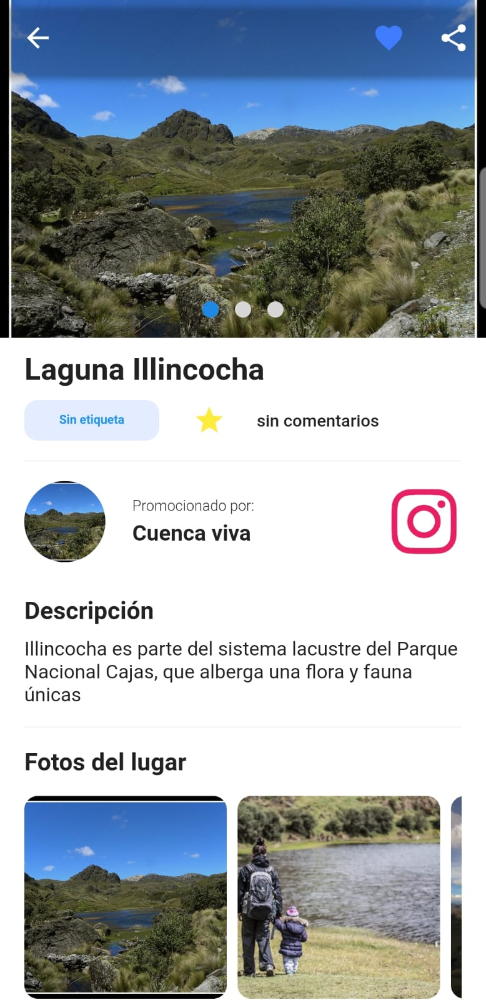 Laguna Illincocha
Sin etiqueta
sin comentarios
Promocionado por:
Cuenca viva
Descripción
Illincocha es parte del sistema lacustre del Parque
Nacional Cajas, que alberga una flora y fauna
únicas
Fotos del lugar